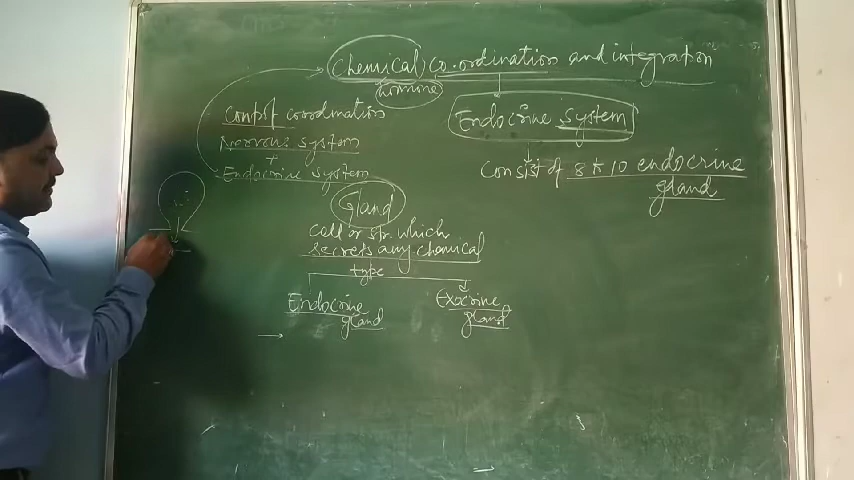 Chemical co-ordination and integration
hormone
Compst coordination
Nervous system
+
Endocrine system
Endocrine system
Consist of 8 to 10 endocrine
gland
Gland
Cell or str. which
secrets any chemical
type
Endocrine
gland
Exocrine
gland